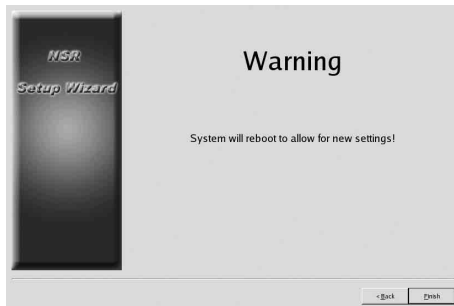 NSR
Setup Wizard
Warning
System will reboot to allow for new settings!
< Back
Finish